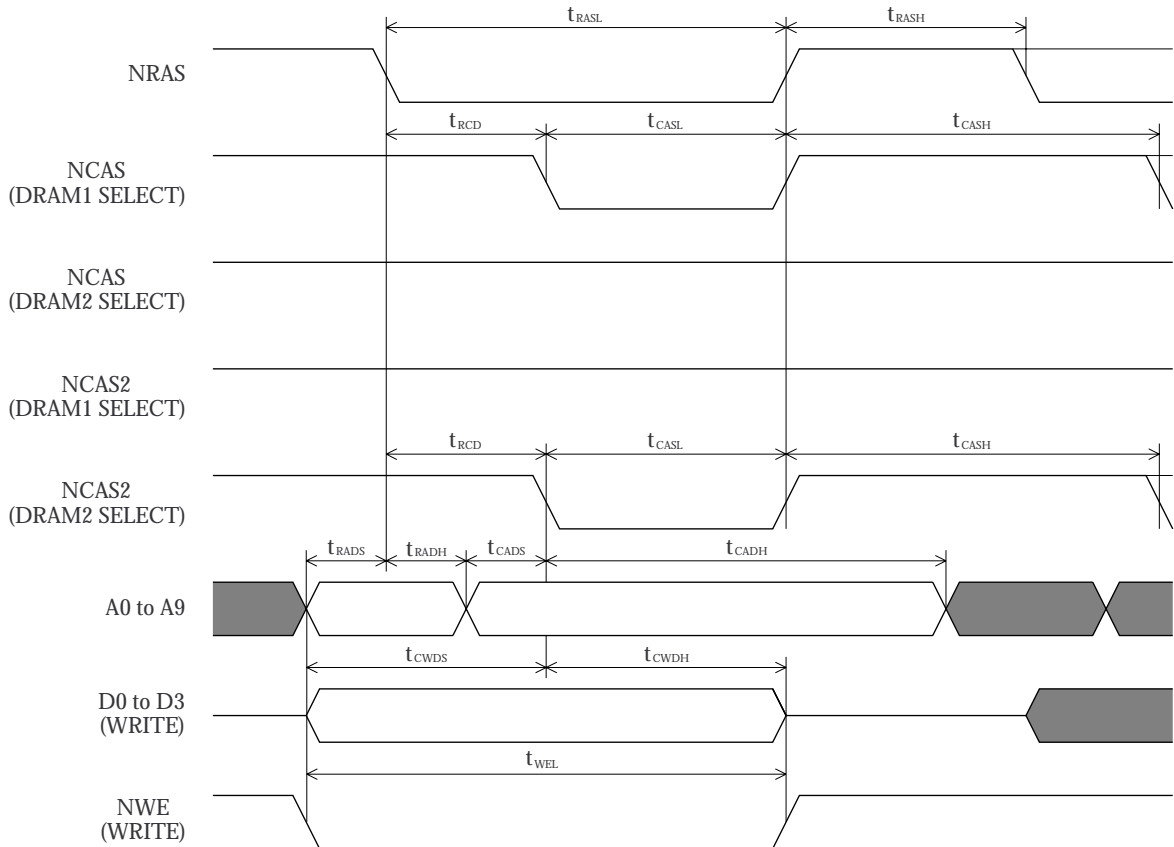 tRASL tRASH
NRAS
tRCD tCASL tCASH
NCAS
(DRAM1 SELECT)
NCAS
(DRAM2 SELECT)
NCAS2
(DRAM1 SELECT)
tRCD tCASL tCASH
NCAS2
(DRAM2 SELECT)
tRADS tRADH tCADS tCADH
A0 to A9
tCWDS tCWDH
D0 to D3
(WRITE)
tWEL
NWE
(WRITE)